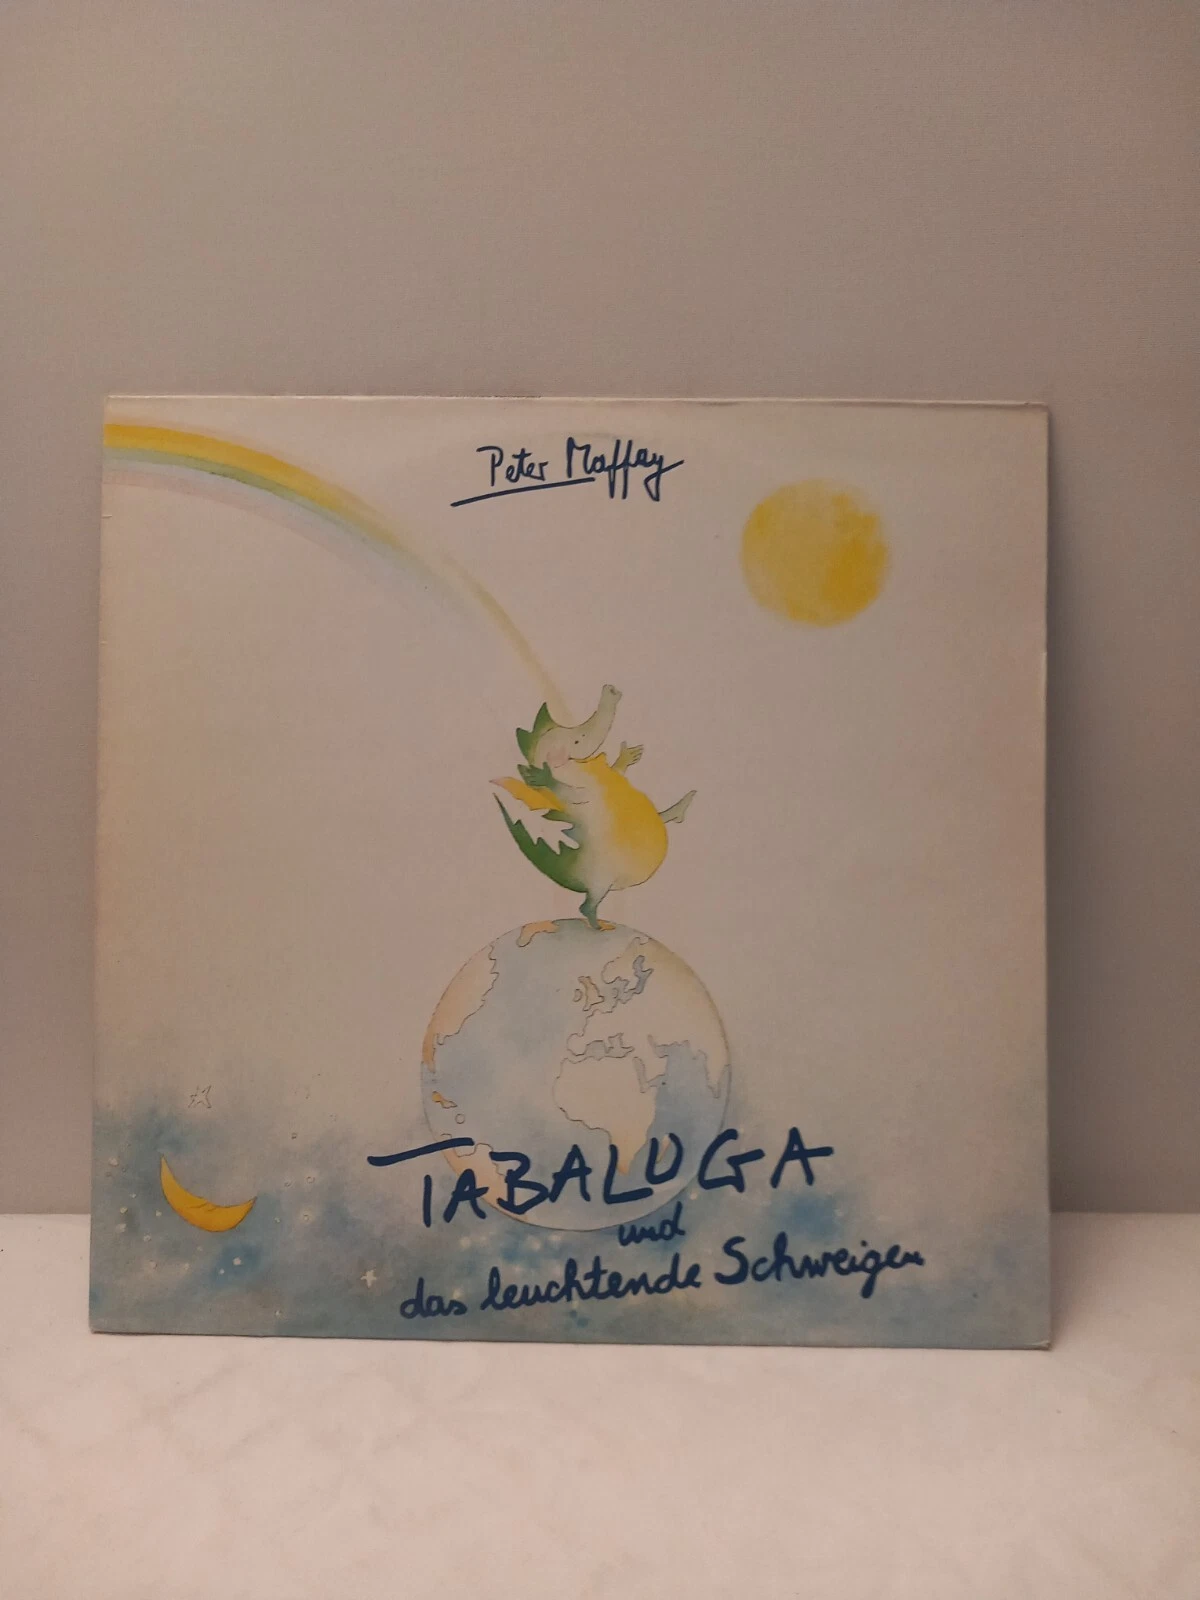 Peter Maffay
TABALUGA
und
das leuchtende Schweigen